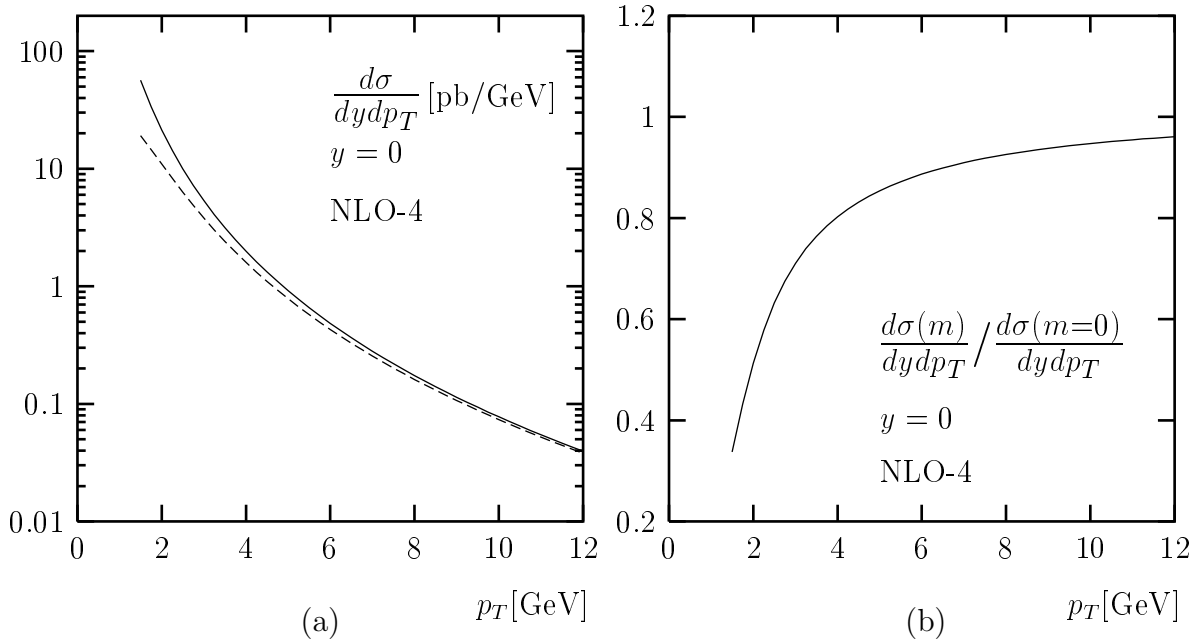 100
10
1
0.1
0.01
0 2 4 6 8 10 12
dσ/dydp_T [pb/GeV]
y = 0
NLO-4
p_T[GeV]
(a)
1.2
1
0.8
0.6
0.4
0.2
0 2 4 6 8 10 12
dσ(m)/dydp_T / dσ(m=0)/dydp_T
y = 0
NLO-4
p_T[GeV]
(b)